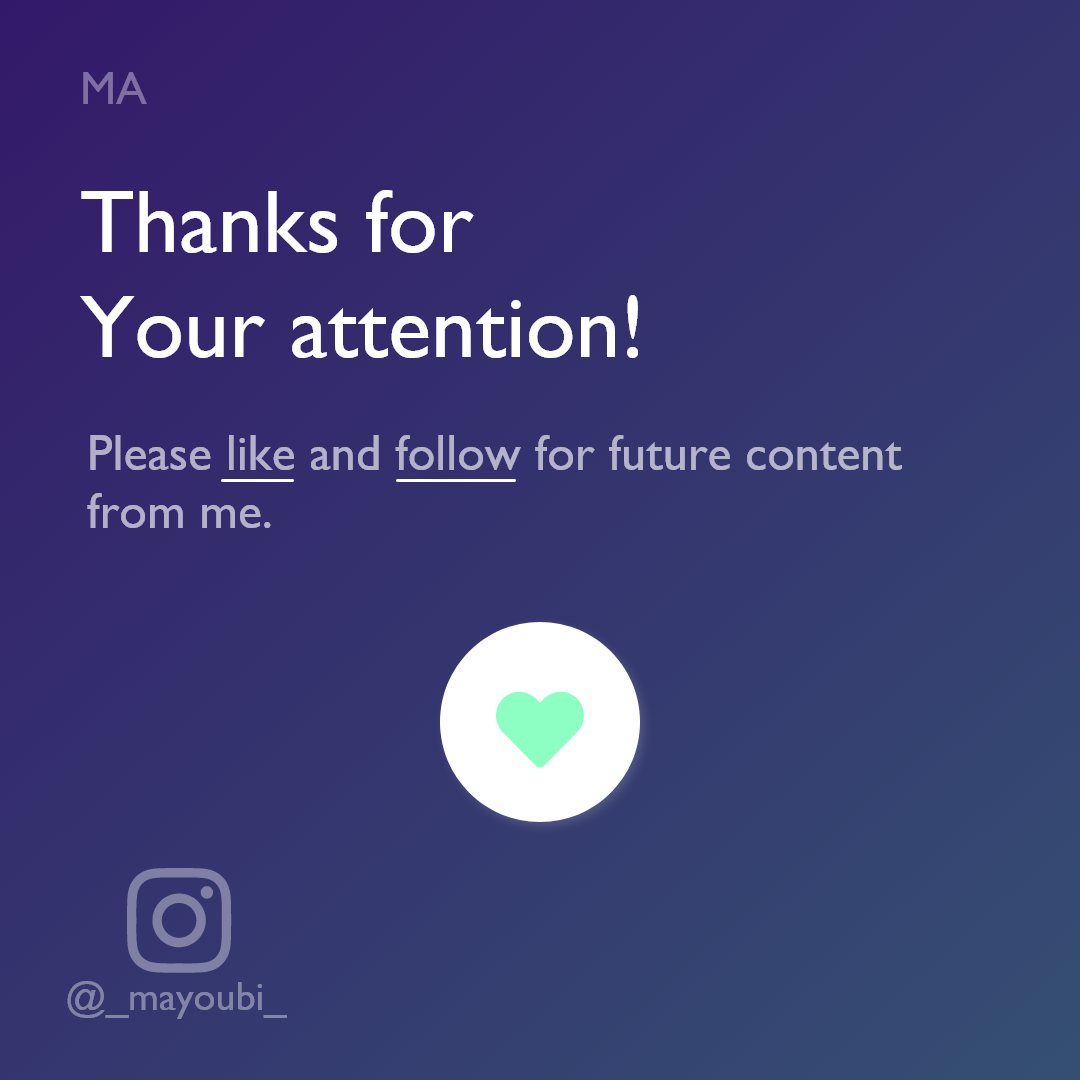 MA
Thanks for
Your attention!
Please like and follow for future content
from me.
@_mayoubi_